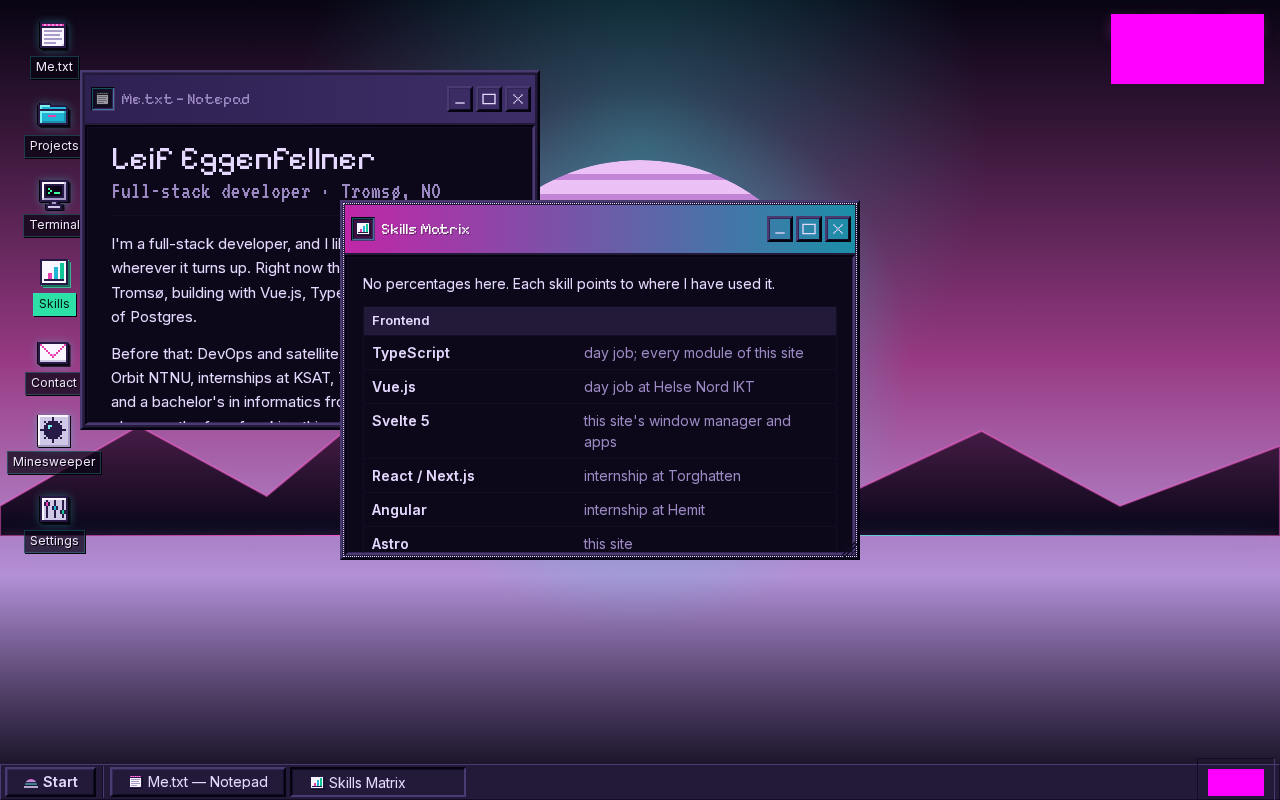 Me.txt
Projects
Terminal
Skills
Contact
Minesweeper
Settings
Me.txt – Notepad
Leif Eggenfellner
Full-stack developer · Tromsø, NO
I'm a full-stack developer, and I li
wherever it turns up. Right now th
Tromsø, building with Vue.js, Type
of Postgres.
Before that: DevOps and satellite
Orbit NTNU, internships at KSAT,
and a bachelor's in informatics fro
Skills Matrix
No percentages here. Each skill points to where I have used it.
Frontend
TypeScript day job; every module of this site
Vue.js day job at Helse Nord IKT
Svelte 5 this site's window manager and
apps
React / Next.js internship at Torghatten
Angular internship at Hemit
Astro this site
Start
Me.txt — Notepad
Skills Matrix